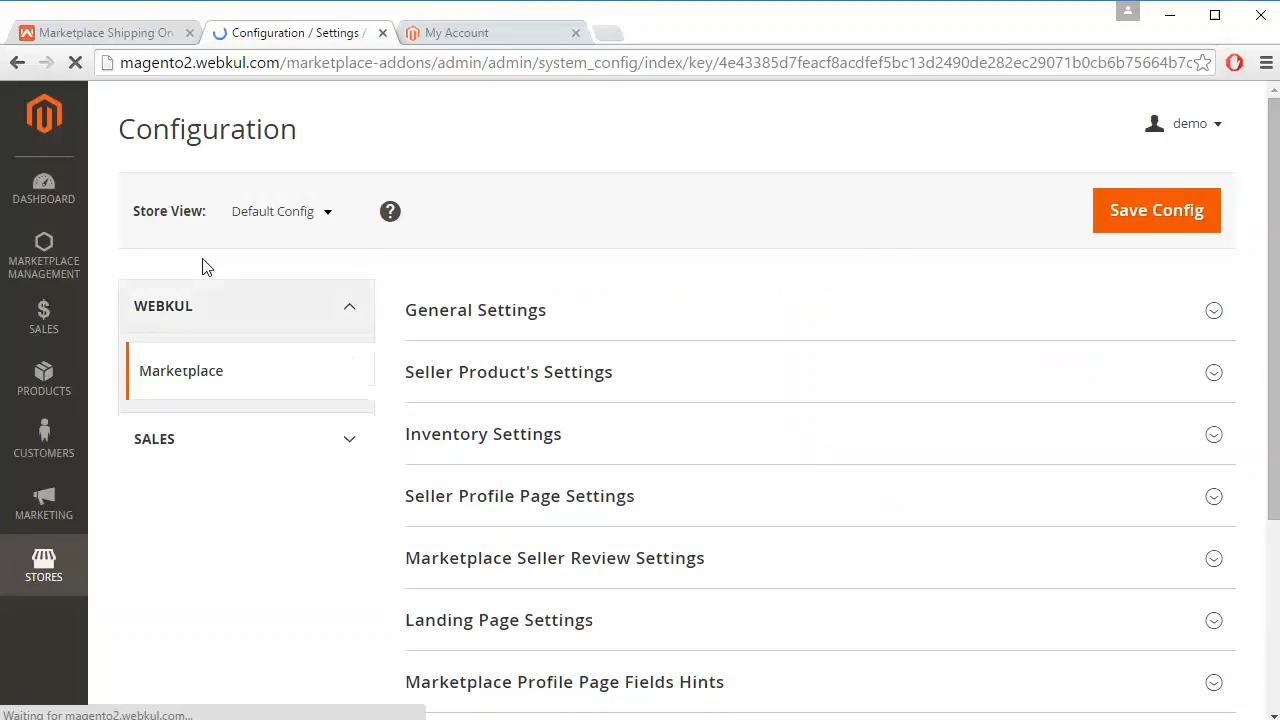 Marketplace Shipping On
Configuration / Settings /
My Account
magento2.webkul.com/marketplace-addons/admin/admin/system_config/index/key/4e43385d7feacf8acdfef5bc13d2490de282ec29071b0cb6b75664b7c
Configuration
demo
Store View:
Default Config
?
Save Config
DASHBOARD
MARKETPLACE
MANAGEMENT
SALES
PRODUCTS
CUSTOMERS
MARKETING
STORES
WEBKUL
Marketplace
SALES
General Settings
Seller Product's Settings
Inventory Settings
Seller Profile Page Settings
Marketplace Seller Review Settings
Landing Page Settings
Marketplace Profile Page Fields Hints
Waiting for magento2.webkul.com...